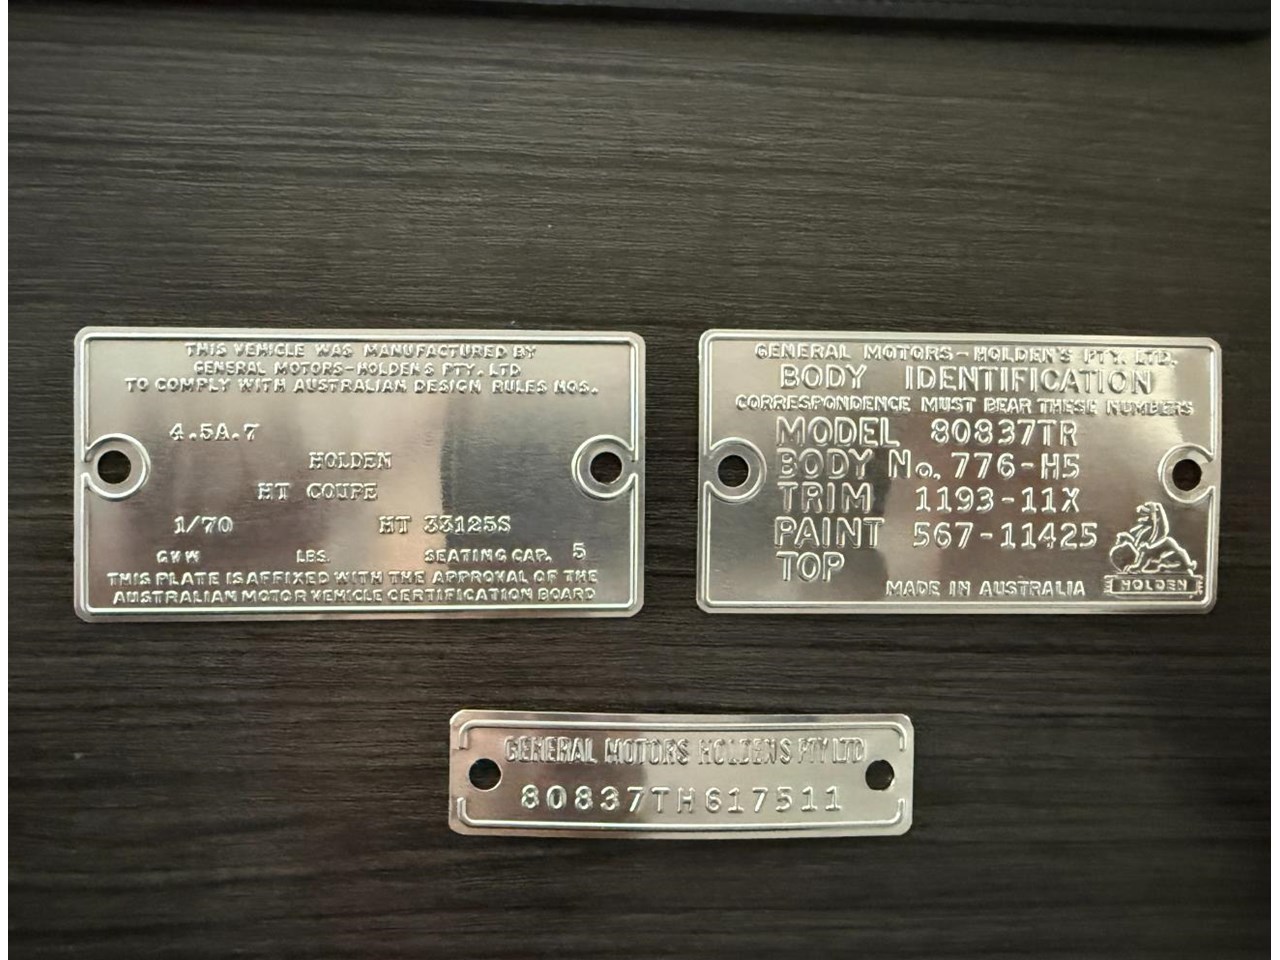 THIS VEHICLE WAS MANUFACTURED BY
GENERAL MOTORS-HOLDEN'S PTY. LTD
TO COMPLY WITH AUSTRALIAN DESIGN RULES NOS.
4.5A.7
HOLDEN
HT COUPE
1/70 HT 33125S
GVW LBS. SEATING CAP. 5
THIS PLATE IS AFFIXED WITH THE APPROVAL OF THE
AUSTRALIAN MOTOR VEHICLE CERTIFICATION BOARD
GENERAL MOTORS-HOLDEN'S PTY. LTD.
BODY IDENTIFICATION
CORRESPONDENCE MUST BEAR THESE NUMBERS
MODEL 80837TR
BODY No. 776-H5
TRIM 1193-11X
PAINT 567-11425
TOP
MADE IN AUSTRALIA
HOLDEN
GENERAL MOTORS HOLDENS PTY LTD
80837TH617511